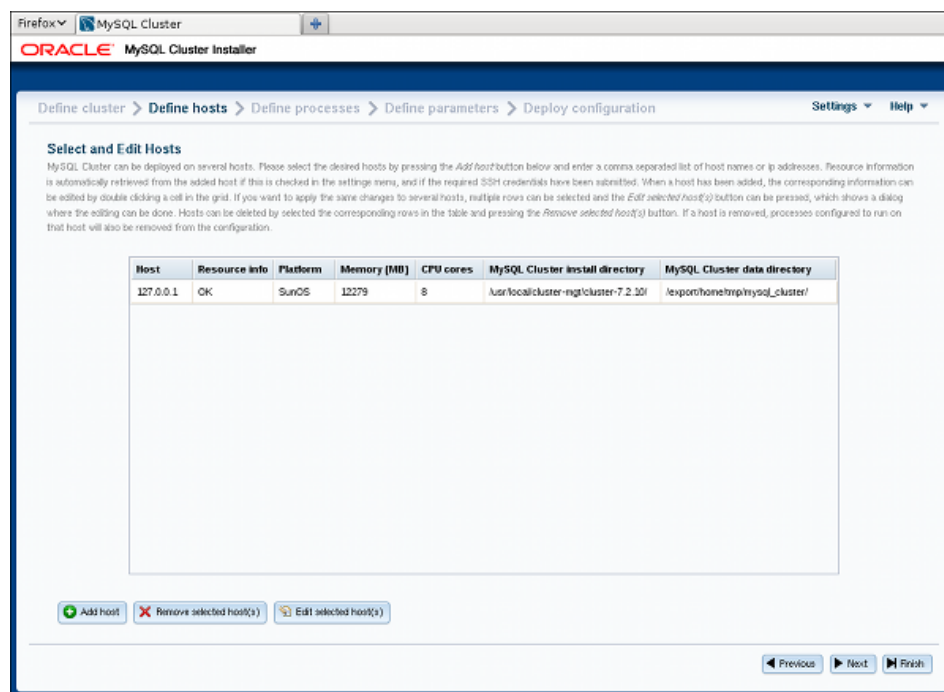 Firefox
MySQL Cluster
ORACLE MySQL Cluster Installer
Define cluster > Define hosts > Define processes > Define parameters > Deploy configuration Settings Help
Select and Edit Hosts
MySQL Cluster can be deployed on several hosts. Please select the desired hosts by pressing the Add host button below and enter a comma separated list of host names or ip addresses. Resource information
is automatically retrieved from the added host if this is checked in the settings menu, and if the required SSH credentials have been submitted. When a host has been added, the corresponding information can
be edited by double clicking a cell in the grid. If you want to apply the same changes to several hosts, multiple rows can be selected and the Edit selected host(s) button can be pressed, which shows a dialog
where the editing can be done. Hosts can be deleted by selected the corresponding rows in the table and pressing the Remove selected host(s) button. If a host is removed, processes configured to run on
that host will also be removed from the configuration.
Host Resource info Platform Memory [MB] CPU cores MySQL Cluster install directory MySQL Cluster data directory
127.0.0.1 OK SunOS 12279 8 /usr/local/cluster-mgt/cluster-7.2.10/ /export/home/tmp/mysql_cluster/
Add host Remove selected host(s) Edit selected host(s)
Previous Next Finish